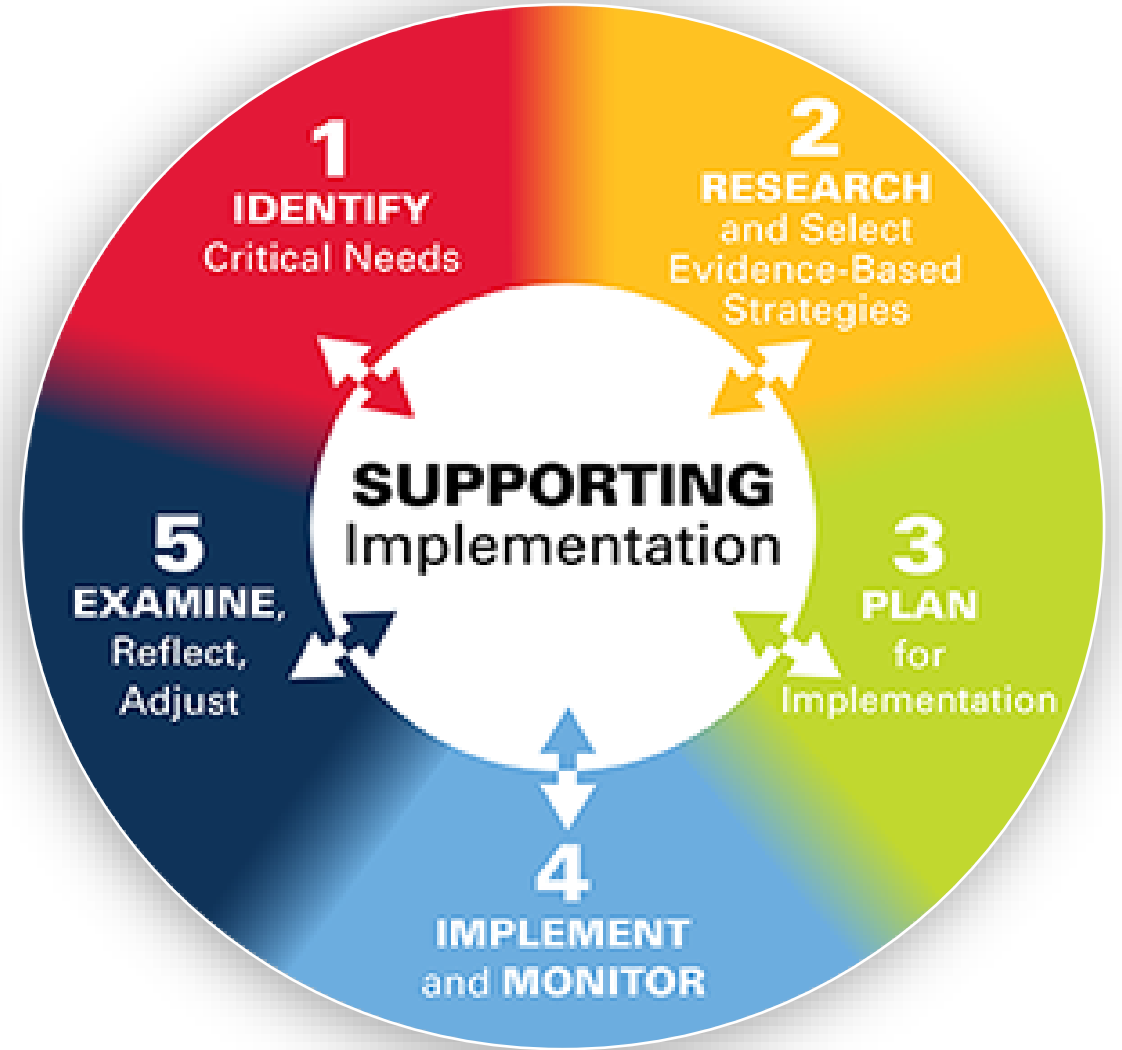 1
IDENTIFY
Critical Needs
2
RESEARCH
and Select
Evidence-Based
Strategies
3
PLAN
for
Implementation
4
IMPLEMENT
and MONITOR
5
EXAMINE,
Reflect,
Adjust
SUPPORTING
Implementation